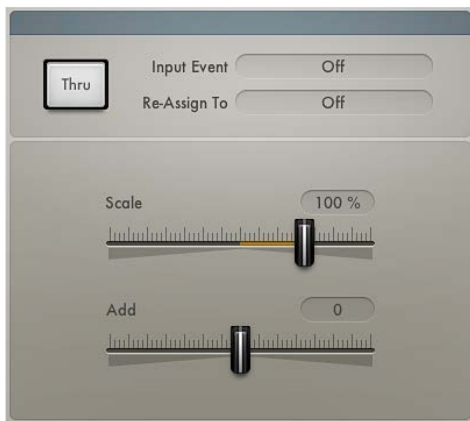 Thru
Input Event Off
Re-Assign To Off
Scale 100 %
Add 0